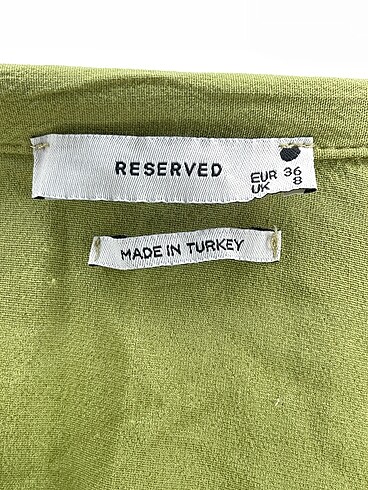 RESERVED
EUR 36
UK 8
MADE IN TURKEY